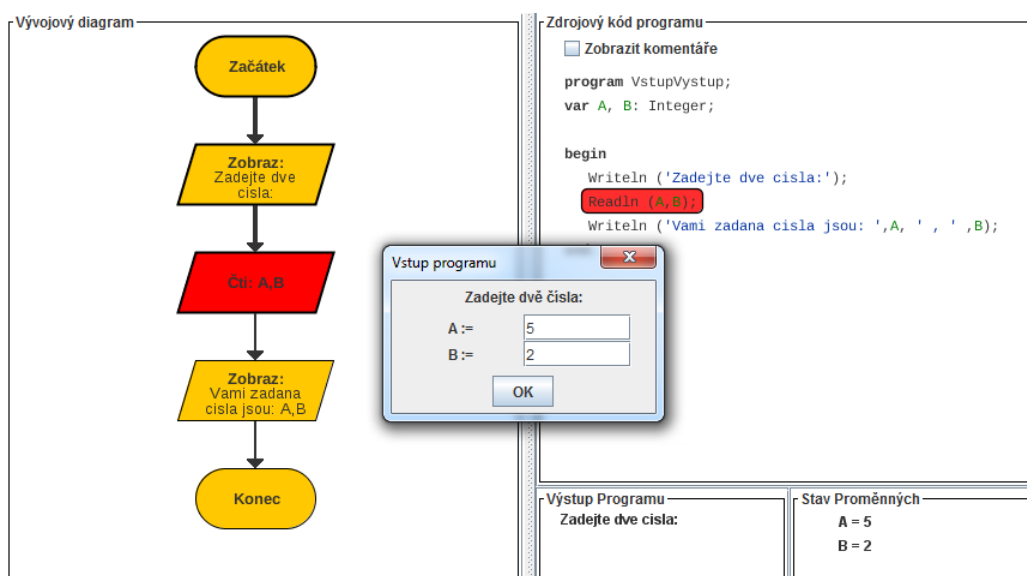 Vývojový diagram
Začátek
Zobraz:
Zadejte dve
cisla:
Čti: A,B
Zobraz:
Vami zadana
cisla jsou: A,B
Konec
Zdrojový kód programu
Zobrazit komentáře
program VstupVystup;
var A, B: Integer;
begin
Writeln ('Zadejte dve cisla:');
Readln (A,B);
Writeln ('Vami zadana cisla jsou: ',A, ' , ' ,B);
Vstup programu
Zadejte dvě čísla:
A := 5
B := 2
OK
Výstup Programu
Zadejte dve cisla:
Stav Proměnných
A = 5
B = 2